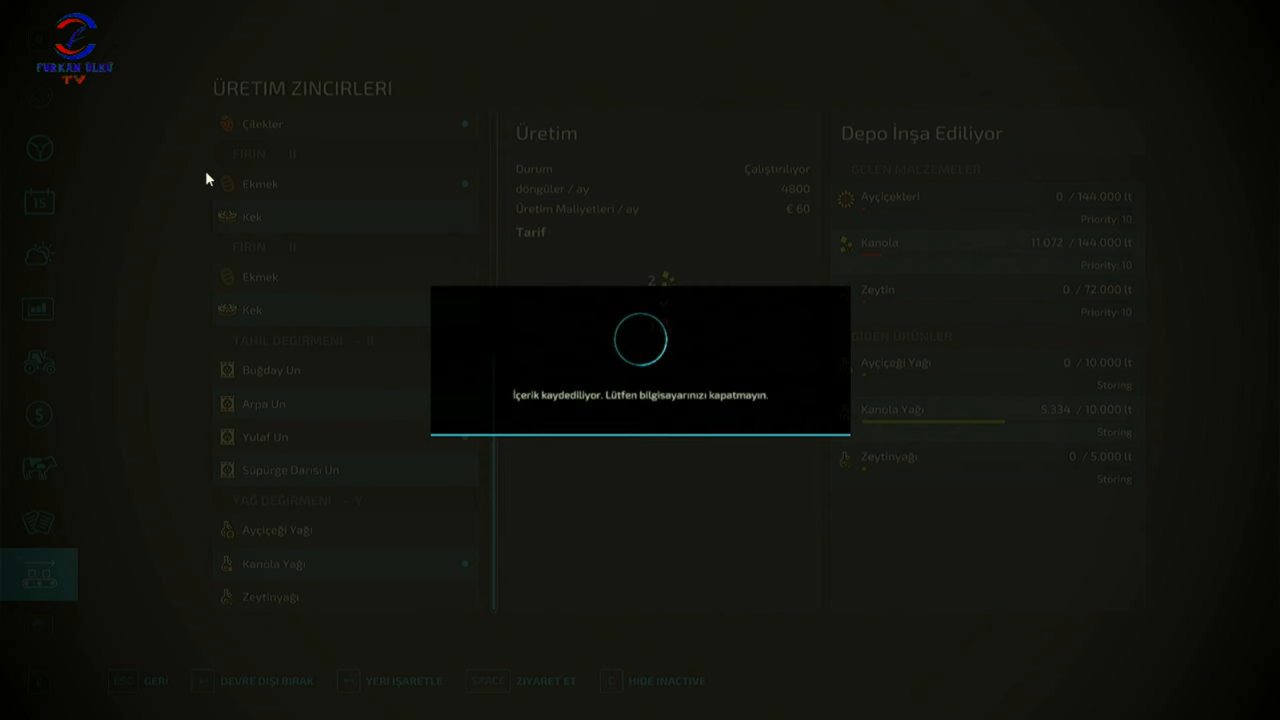 FURKAN ÜLKÜ
TV
ÜRETIM ZINCIRLERI
Çilekler
FIRIN
Ekmek
Kek
FIRIN
Ekmek
Kek
TAHIL DEĞIRMENI
Buğday Un
Arpa Un
Yulaf Un
Süpürge Darısı Un
YAĞ DEĞIRMENI
Ayçiçeği Yağı
Kanola Yağı
Zeytinyağı
Üretim
Durum Çalıştırılıyor
döngüler / ay 4800
Üretim Maliyetleri / ay € 60
Tarif
2
İçerik kaydediliyor. Lütfen bilgisayarınızı kapatmayın.
Depo İnşa Ediliyor
GELEN MALZEMELER
Ayçiçekleri 0 / 144.000 lt
Priority: 10
Kanola 11.072 / 144.000 lt
Priority: 10
Zeytin 0 / 72.000 lt
Priority: 10
GIDEN ÜRÜNLER
Ayçiçeği Yağı 0 / 10.000 lt
Storing
Kanola Yağı 5.334 / 10.000 lt
Storing
Zeytinyağı 0 / 5.000 lt
Storing
15
ESC GERİ DEVRE DIŞI BIRAK YERI IŞARETLE SPACE ZIYARET ET C HIDE INACTIVE